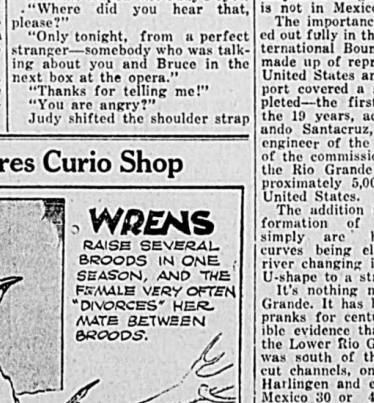 ."Where did you hear that,
please?"
"Only tonight, from a perfect
stranger—somebody who was talk-
ing about you and Bruce in the
next box at the opera."
"Thanks for telling me!"
"You are angry?"
Judy shifted the shoulder strap
res Curio Shop
WRENS
RAISE SEVERAL
BROODS IN ONE
SEASON, AND THE
FEMALE VERY OFTEN
"DIVORCES" HER
MATE BETWEEN
BROODS.
is not in Mexico
The importanc
ed out fully in th
ternational Bour
made up of repr
United States an
port covered a
pleted—the first
the 19 years, ac
ando Santacruz,
engineer of the
of the commissio
the Rio Grande
proximately 5,00
United States.
The addition
formation of
simply are
curves being el
river changing i
U-shape to a st
It's nothing n
Grande. It has
pranks for centu
ible evidence tha
the Lower Rio G
was south of th
cut channels, on
Harlingen and e
Mexico 30 or 4